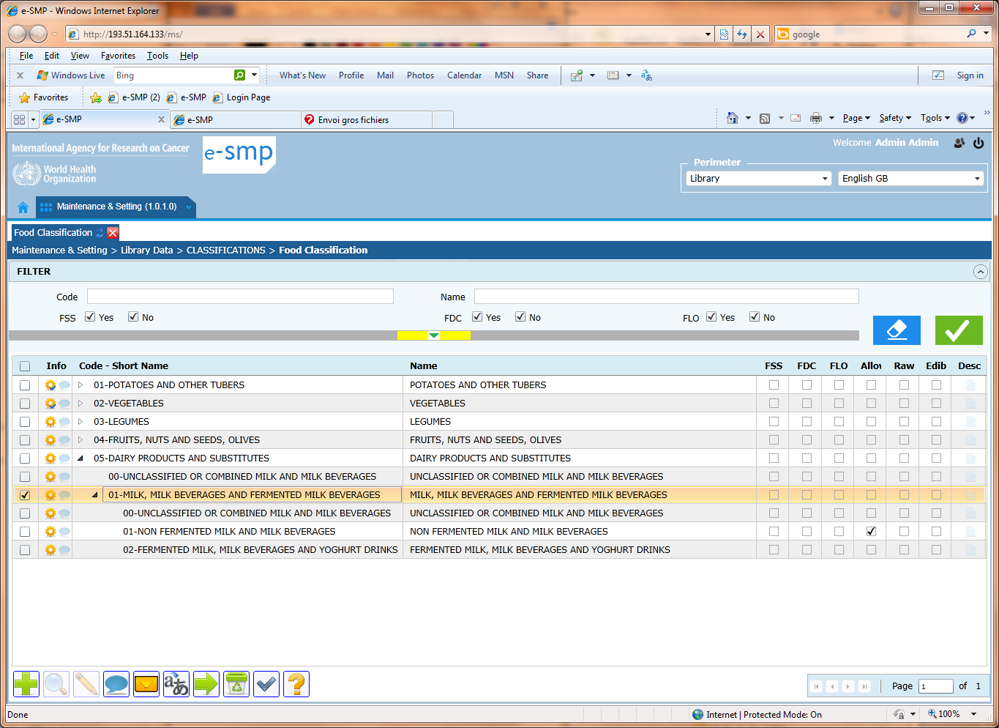 e-SMP - Windows Internet Explorer
http://193.51.164.133/ms/
google
File Edit View Favorites Tools Help
Windows Live Bing What's New Profile Mail Photos Calendar MSN Share Sign in
Favorites e-SMP (2) e-SMP Login Page
e-SMP e-SMP Envoi gros fichiers Page Safety Tools
International Agency for Research on Cancer
World Health
Organization
e-smp
Welcome Admin Admin
Perimeter
Library English GB
Maintenance & Setting (1.0.1.0)
Food Classification
Maintenance & Setting > Library Data > CLASSIFICATIONS > Food Classification
FILTER
Code Name
FSS Yes No FDC Yes No FLO Yes No
Info Code - Short Name Name FSS FDC FLO Allov Raw Edib Desc
01-POTATOES AND OTHER TUBERS POTATOES AND OTHER TUBERS
02-VEGETABLES VEGETABLES
03-LEGUMES LEGUMES
04-FRUITS, NUTS AND SEEDS, OLIVES FRUITS, NUTS AND SEEDS, OLIVES
05-DAIRY PRODUCTS AND SUBSTITUTES DAIRY PRODUCTS AND SUBSTITUTES
00-UNCLASSIFIED OR COMBINED MILK AND MILK BEVERAGES UNCLASSIFIED OR COMBINED MILK AND MILK BEVERAGES
01-MILK, MILK BEVERAGES AND FERMENTED MILK BEVERAGES MILK, MILK BEVERAGES AND FERMENTED MILK BEVERAGES
00-UNCLASSIFIED OR COMBINED MILK AND MILK BEVERAGES UNCLASSIFIED OR COMBINED MILK AND MILK BEVERAGES
01-NON FERMENTED MILK AND MILK BEVERAGES NON FERMENTED MILK AND MILK BEVERAGES
02-FERMENTED MILK, MILK BEVERAGES AND YOGHURT DRINKS FERMENTED MILK, MILK BEVERAGES AND YOGHURT DRINKS
Page 1 of 1
Done Internet | Protected Mode: On 100%